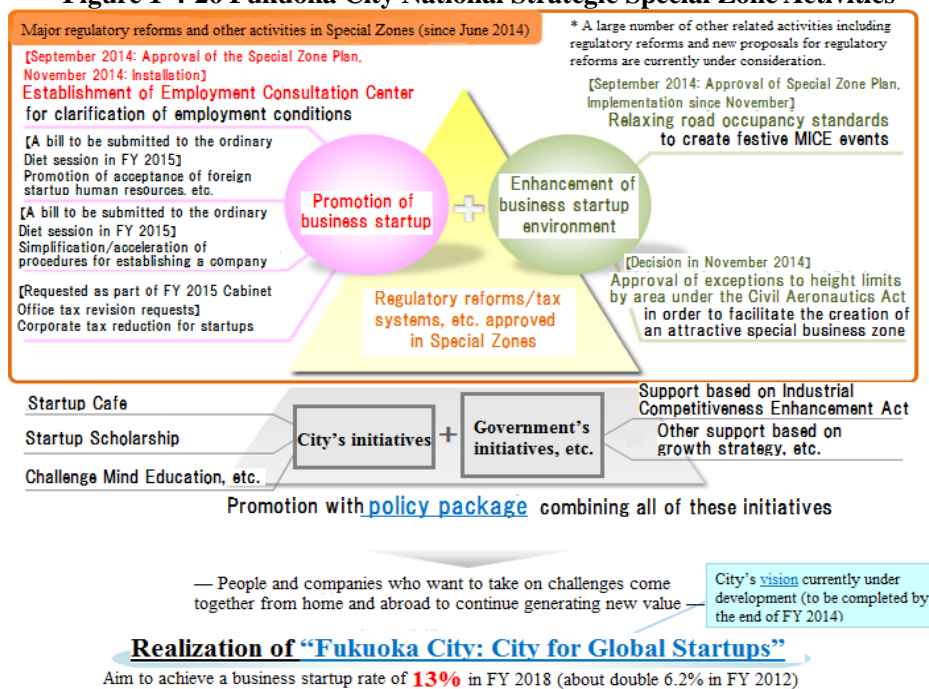 Figure 1-4-26 Fukuoka City National Strategic Special Zone Activities
Major regulatory reforms and other activities in Special Zones (since June 2014)
* A large number of other related activities including
regulatory reforms and new proposals for regulatory
reforms are currently under consideration.
[September 2014: Approval of the Special Zone Plan,
November 2014: Installation]
Establishment of Employment Consultation Center
for clarification of employment conditions
[A bill to be submitted to the ordinary
Diet session in FY 2015]
Promotion of acceptance of foreign
startup human resources. etc.
[A bill to be submitted to the ordinary
Diet session in FY 2015]
Simplification/acceleration of
procedures for establishing a company
[Requested as part of FY 2015 Cabinet
Office tax revision requests]
Corporate tax reduction for startups
Promotion of
business startup
+
Enhancement of
business startup
environment
Regulatory reforms/tax
systems, etc. approved
in Special Zones
[September 2014: Approval of Special Zone Plan,
Implementation since November]
Relaxing road occupancy standards
to create festive MICE events
[Decision in November 2014]
Approval of exceptions to height limits
by area under the Civil Aeronautics Act
in order to facilitate the creation of
an attractive special business zone
Startup Cafe
Startup Scholarship
Challenge Mind Education, etc.
City's initiatives
+
Government's
initiatives, etc.
Support based on Industrial
Competitiveness Enhancement Act
Other support based on
growth strategy, etc.
Promotion with policy package combining all of these initiatives
— People and companies who want to take on challenges come
together from home and abroad to continue generating new value —
City's vision currently under
development (to be completed by
the end of FY 2014)
Realization of “Fukuoka City: City for Global Startups”
Aim to achieve a business startup rate of 13% in FY 2018 (about double 6.2% in FY 2012)